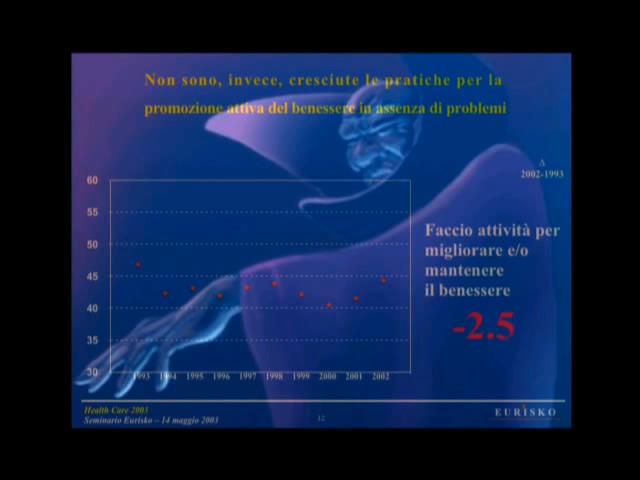 Non sono, invece, cresciute le pratiche per la
promozione attiva del benessere in assenza di problemi
Δ
2002-1993
60
55
50
45
40
35
30
1993 1994 1995 1996 1997 1998 1999 2000 2001 2002
Faccio attività per
migliorare e/o
mantenere
il benessere
-2.5
Health Care 2003
Seminario Eurisko – 14 maggio 2003
12
EURISKO